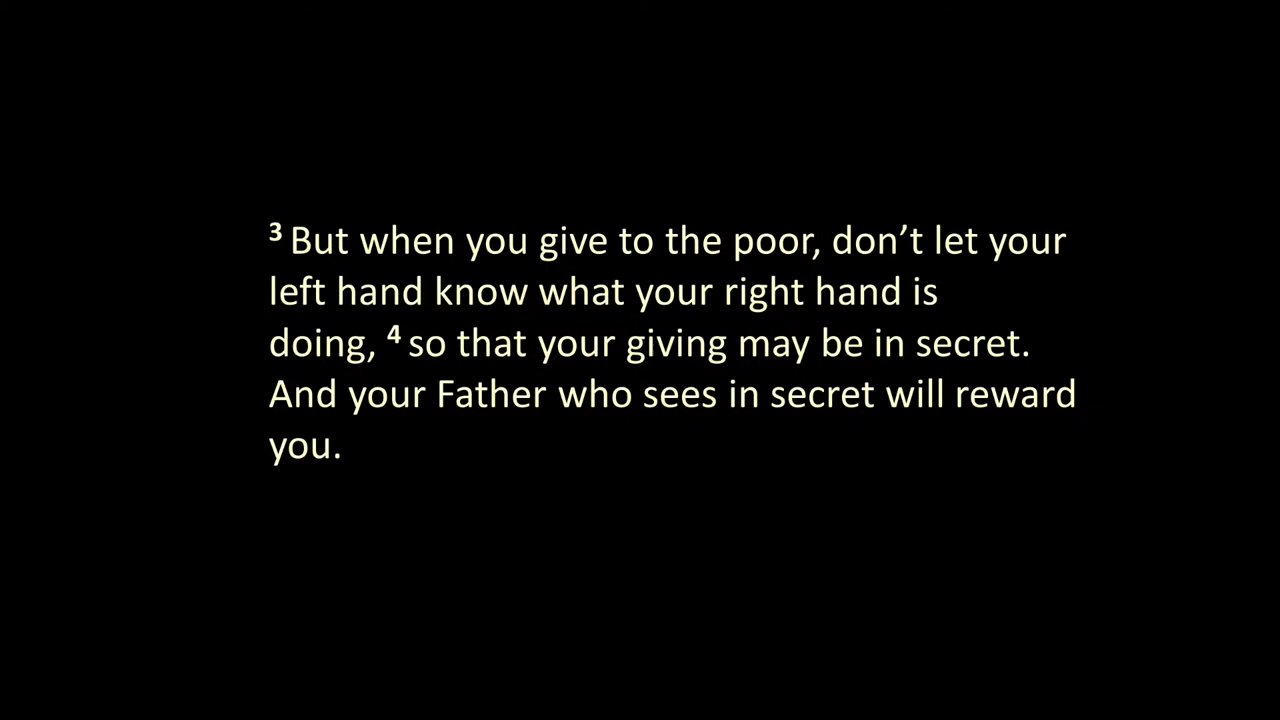 ³ But when you give to the poor, don’t let your
left hand know what your right hand is
doing, ⁴ so that your giving may be in secret.
And your Father who sees in secret will reward
you.